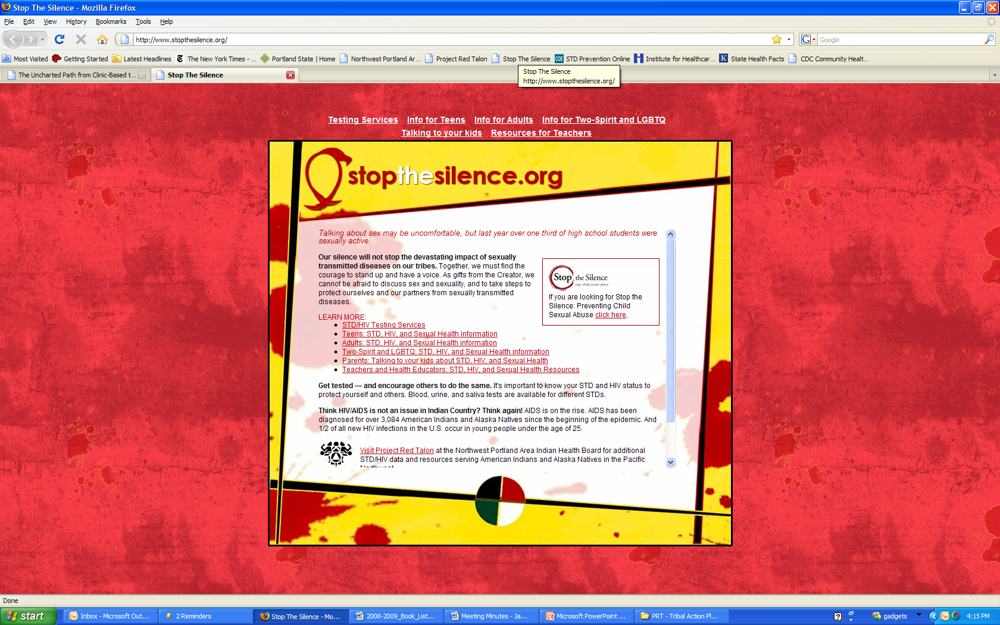 Stop The Silence - Mozilla Firefox
File Edit View History Bookmarks Tools Help
http://www.stopthesilence.org/
Google
Most Visited Getting Started Latest Headlines The New York Times - ... Portland State | Home Northwest Portland Ar... Project Red Talon Stop The Silence STD Prevention Online Institute for Healthcar... State Health Facts CDC Community Healt...
The Uncharted Path from Clinic-Based t... Stop The Silence
Stop The Silence
http://www.stopthesilence.org/
Testing Services Info for Teens Info for Adults Info for Two-Spirit and LGBTQ
Talking to your kids Resources for Teachers
stopthesilence.org
Talking about sex may be uncomfortable, but last year over one third of high school students were
sexually active.
Our silence will not stop the devastating impact of sexually
transmitted diseases on our tribes. Together, we must find the
courage to stand up and have a voice. As gifts from the Creator, we
cannot be afraid to discuss sex and sexuality, and to take steps to
protect ourselves and our partners from sexually transmitted
diseases.
Stop the Silence
stop child sexual abuse
If you are looking for Stop the
Silence: Preventing Child
Sexual Abuse click here.
LEARN MORE:
STD/HIV Testing Services
Teens: STD, HIV, and Sexual Health information
Adults: STD, HIV, and Sexual Health information
Two-Spirit and LGBTQ: STD, HIV, and Sexual Health information
Parents: Talking to your kids about STD, HIV, and Sexual Health
Teachers and Health Educators: STD, HIV, and Sexual Health Resources
Get tested — and encourage others to do the same. It's important to know your STD and HIV status to
protect yourself and others. Blood, urine, and saliva tests are available for different STDs.
Think HIV/AIDS is not an issue in Indian Country? Think again! AIDS is on the rise. AIDS has been
diagnosed for over 3,084 American Indians and Alaska Natives since the beginning of the epidemic. And
1/2 of all new HIV infections in the U.S. occur in young people under the age of 25.
Visit Project Red Talon at the Northwest Portland Area Indian Health Board for additional
STD/HIV data and resources serving American Indians and Alaska Natives in the Pacific
Northwest.
Done
start Inbox - Microsoft Out... 2 Reminders Stop The Silence - Mo... 2008-2009_Book_List... Meeting Minutes - Ja... Microsoft PowerPoint ... PRT - Tribal Action Pl... gadgets 4:15 PM